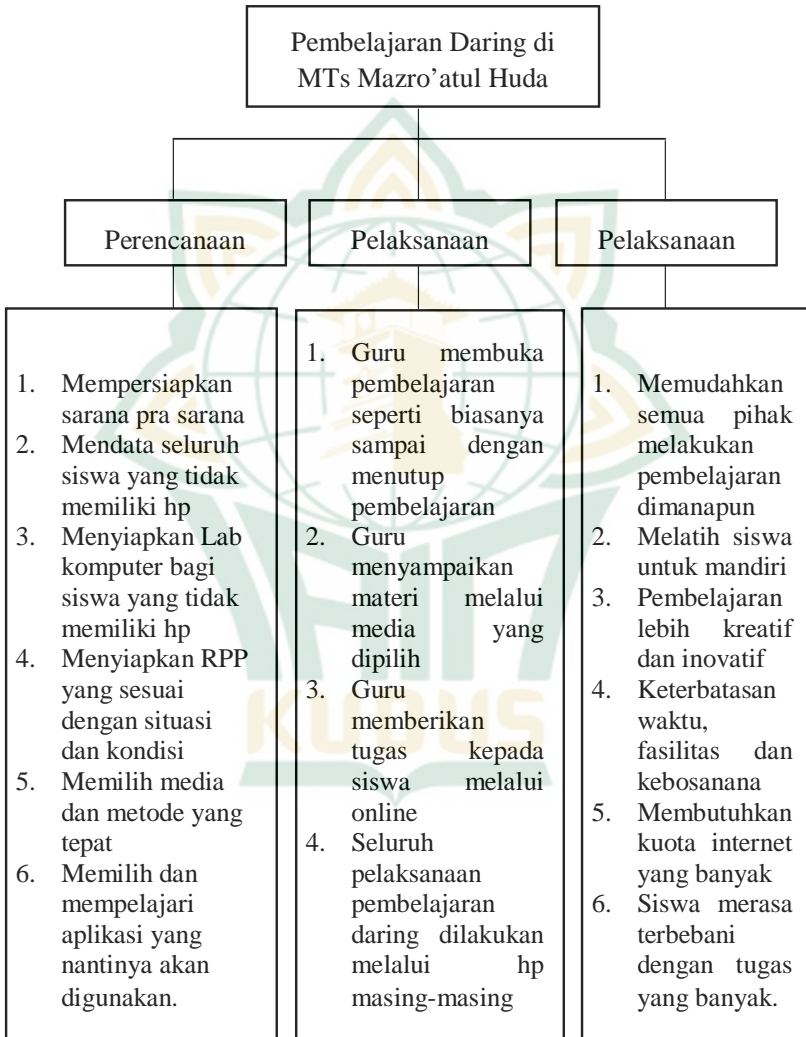 Pembelajaran Daring di
MTs Mazro’atul Huda
Perencanaan
Pelaksanaan
Pelaksanaan
1. Mempersiapkan
sarana pra sarana
2. Mendata seluruh
siswa yang tidak
memiliki hp
3. Menyiapkan Lab
komputer bagi
siswa yang tidak
memiliki hp
4. Menyiapkan RPP
yang sesuai
dengan situasi
dan kondisi
5. Memilih media
dan metode yang
tepat
6. Memilih dan
mempelajari
aplikasi yang
nantinya akan
digunakan.
1. Guru membuka
pembelajaran
seperti biasanya
sampai dengan
menutup
pembelajaran
2. Guru
menyampaikan
materi melalui
media yang
dipilih
3. Guru
memberikan
tugas kepada
siswa melalui
online
4. Seluruh
pelaksanaan
pembelajaran
daring dilakukan
melalui hp
masing-masing
1. Memudahkan
semua pihak
melakukan
pembelajaran
dimanapun
2. Melatih siswa
untuk mandiri
3. Pembelajaran
lebih kreatif
dan inovatif
4. Keterbatasan
waktu,
fasilitas dan
kebosanana
5. Membutuhkan
kuota internet
yang banyak
6. Siswa merasa
terbebani
dengan tugas
yang banyak.
KUDUS